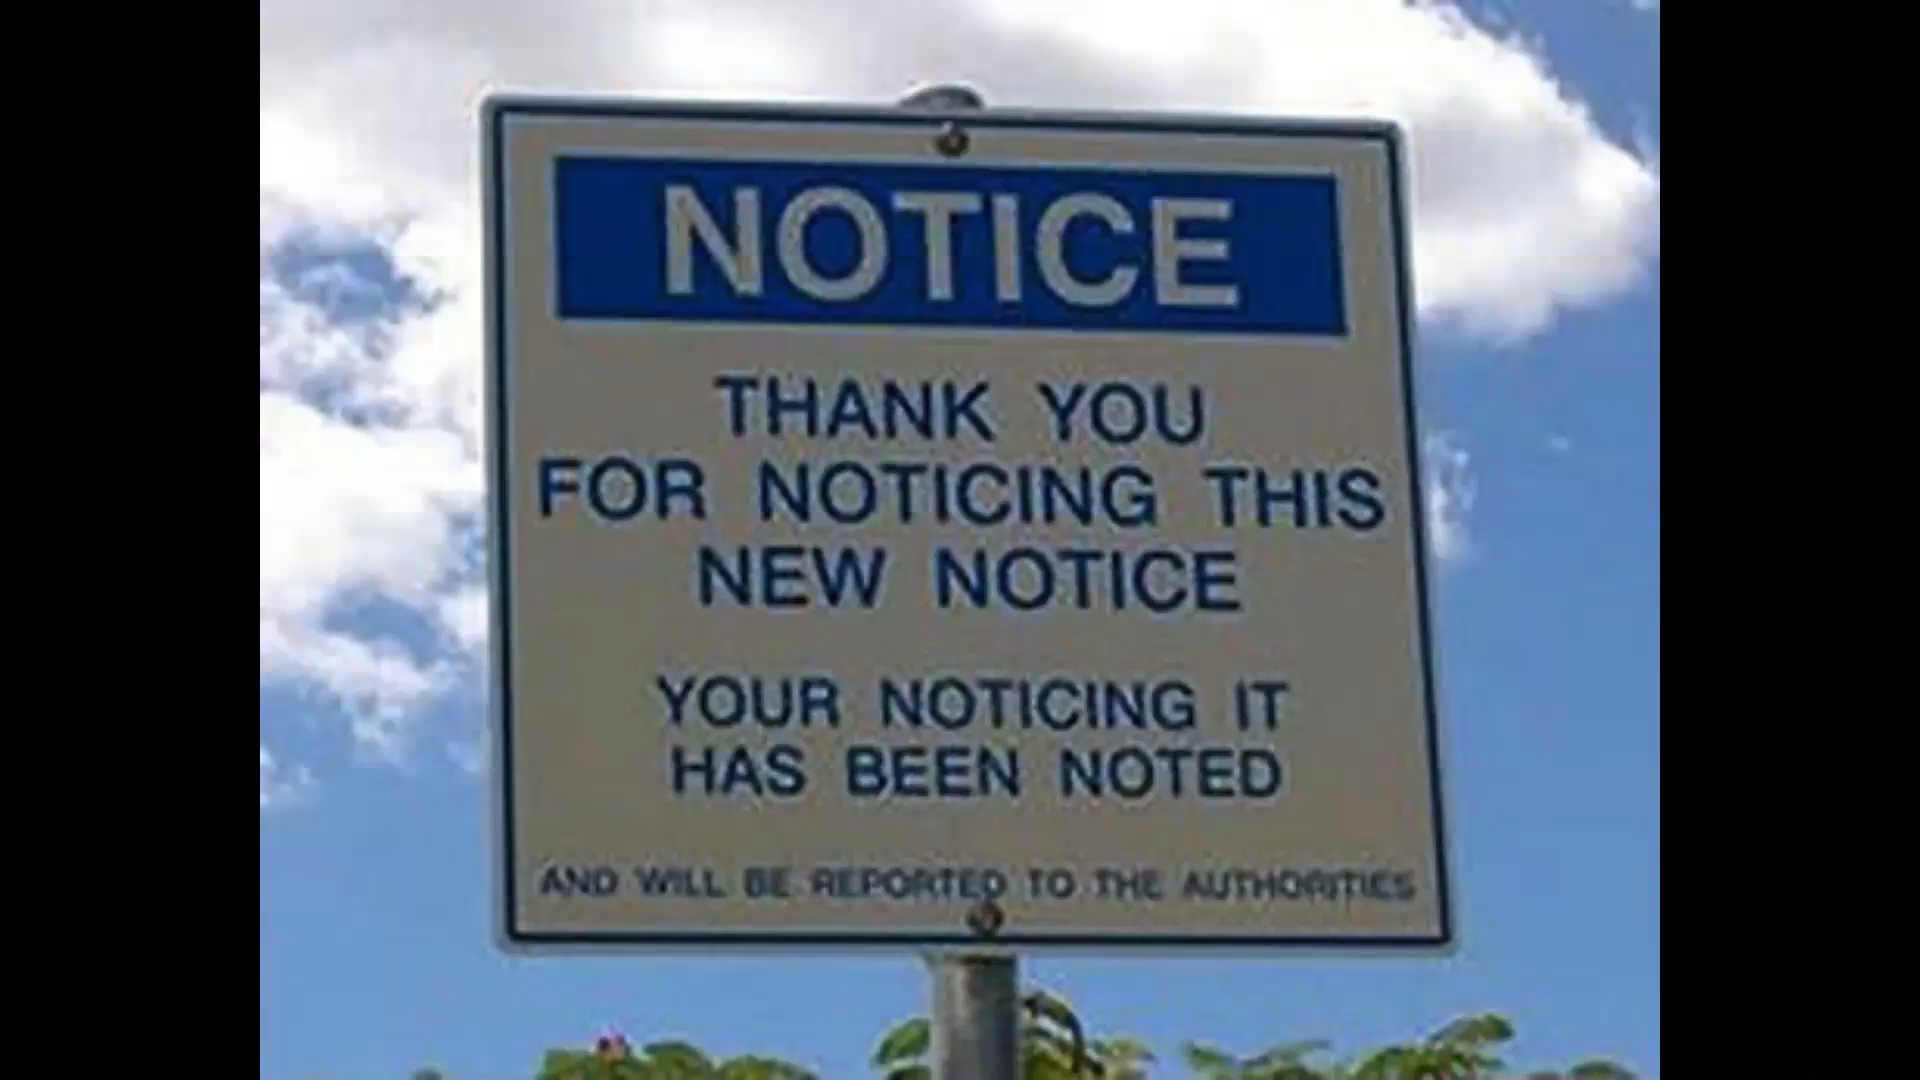 NOTICE
THANK YOU
FOR NOTICING THIS
NEW NOTICE
YOUR NOTICING IT
HAS BEEN NOTED
AND WILL BE REPORTED TO THE AUTHORITIES